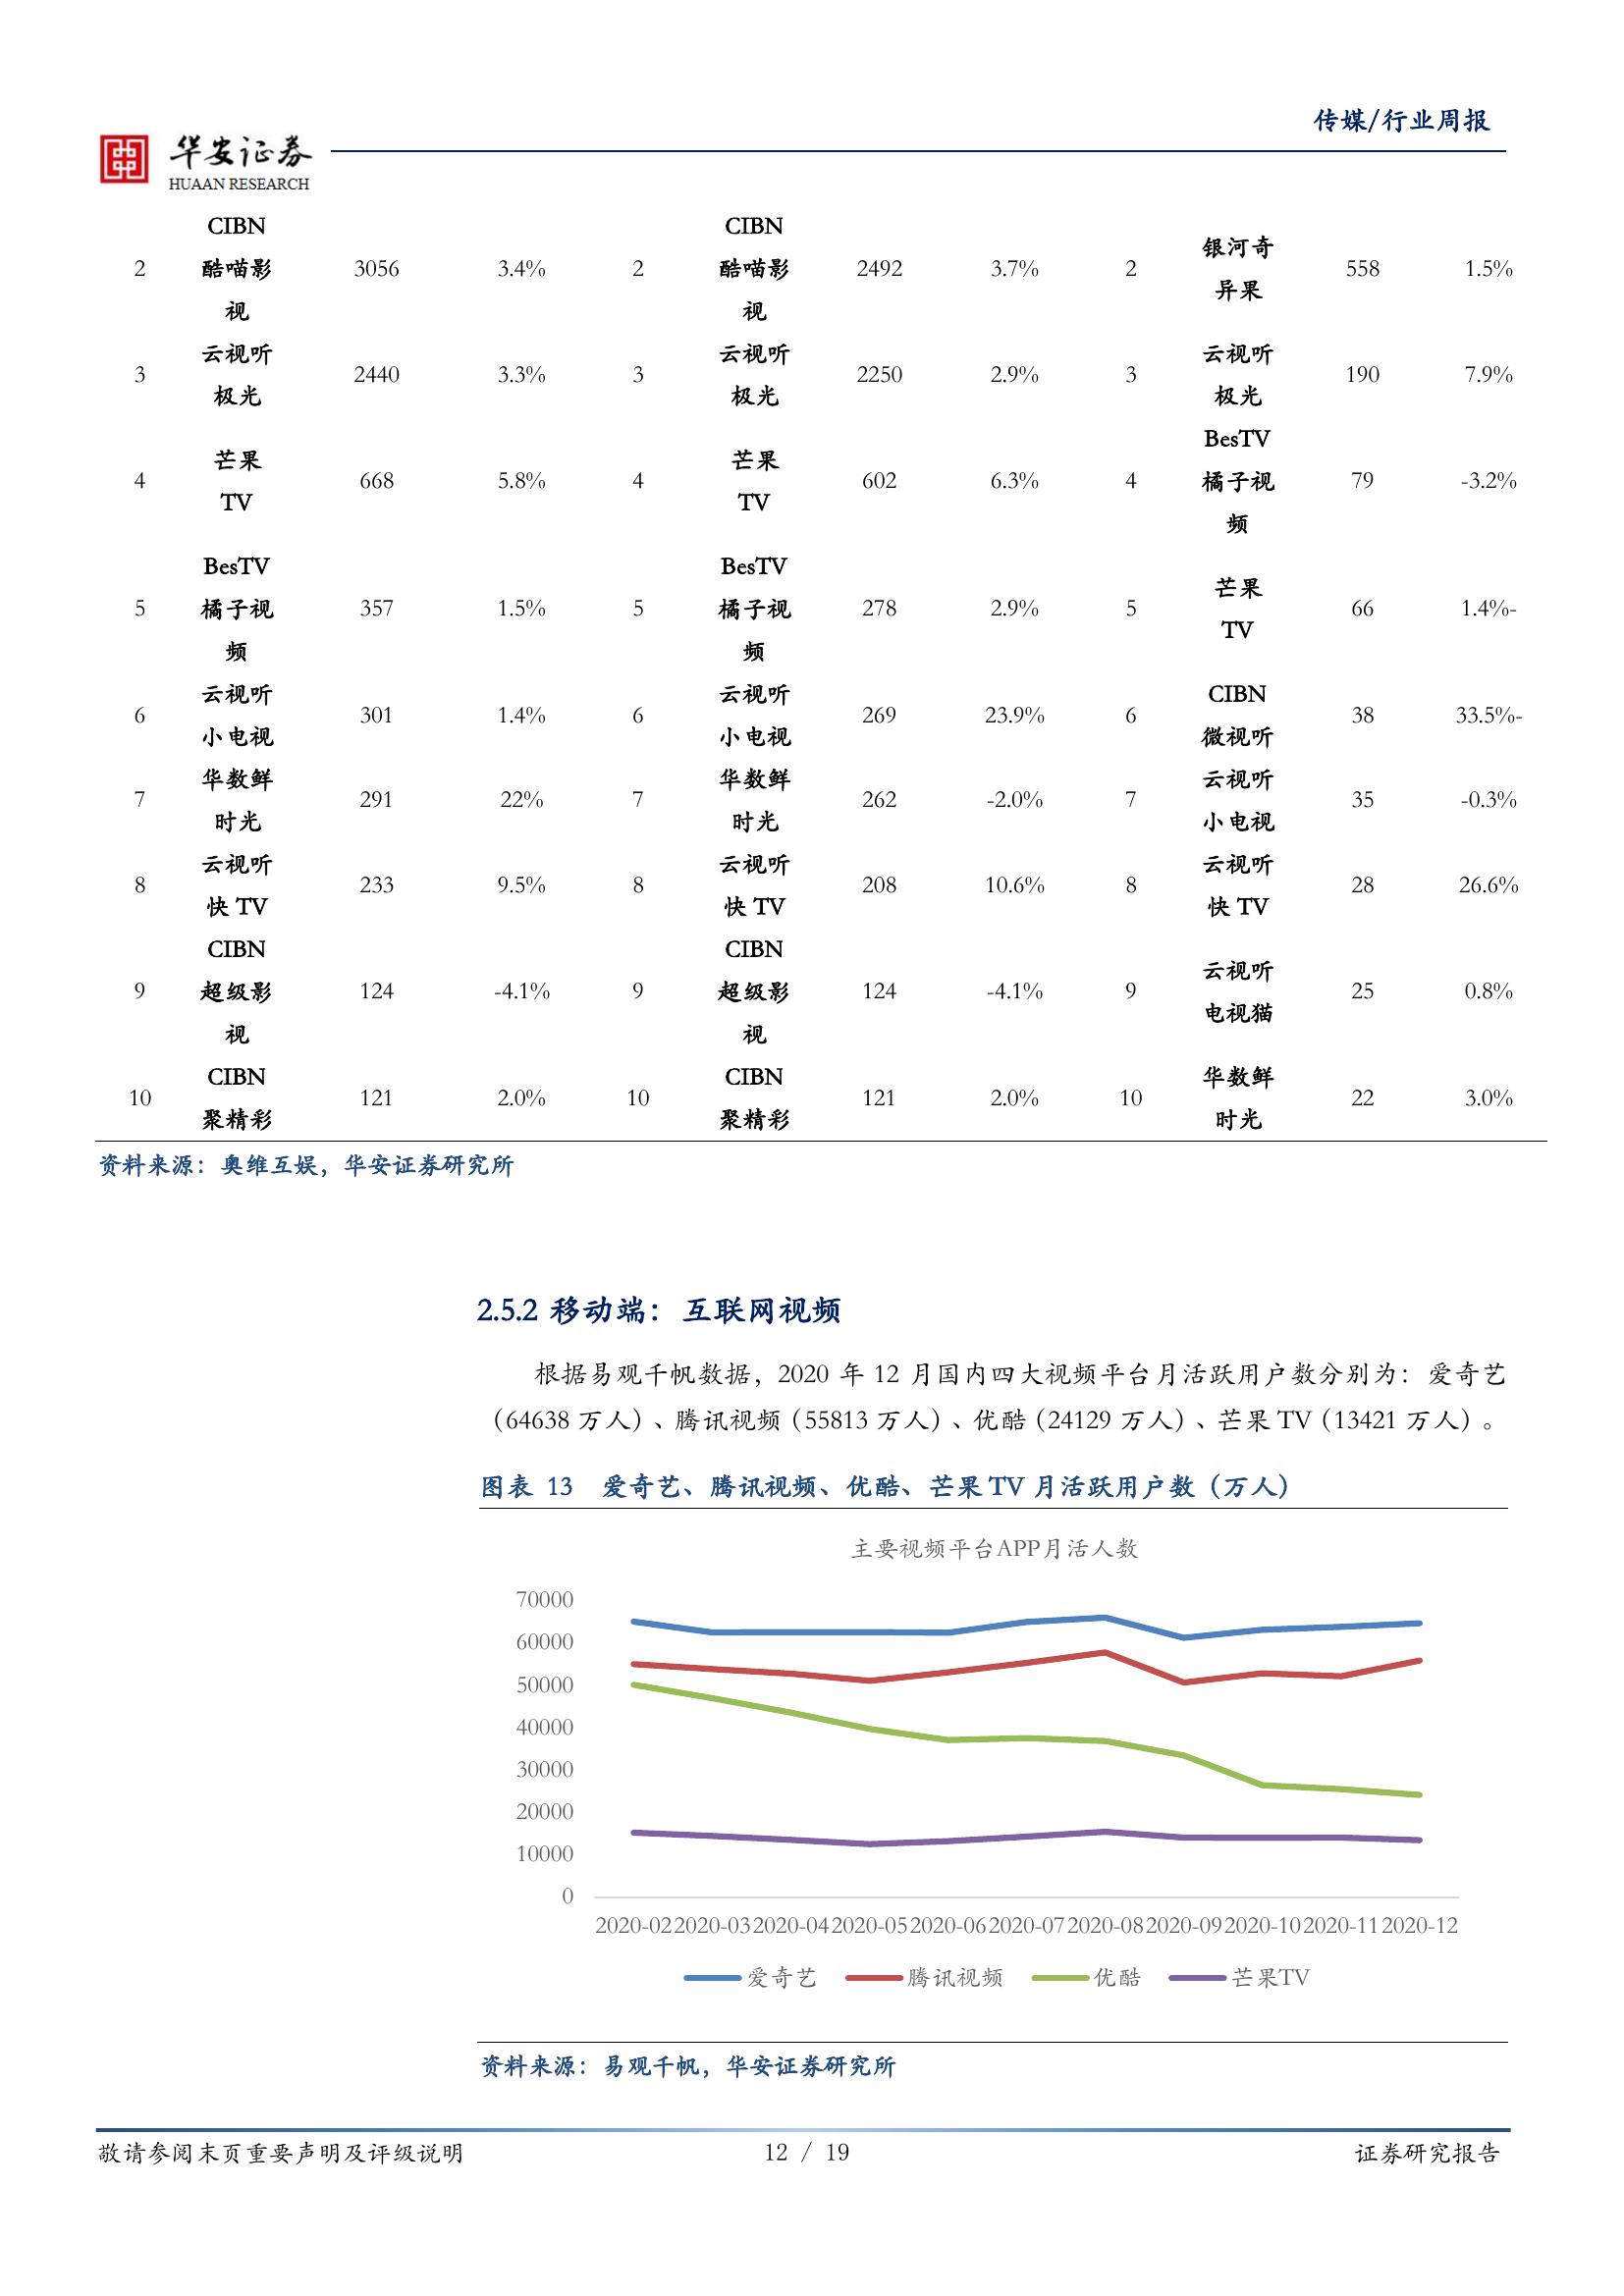 传媒/行业周报
华安证券
HUAAN RESEARCH
2 CIBN酷喵影视 3056 3.4% 2 CIBN酷喵影视 2492 3.7% 2 银河奇异果 558 1.5%
3 云视听极光 2440 3.3% 3 云视听极光 2250 2.9% 3 云视听极光 190 7.9%
4 芒果TV 668 5.8% 4 芒果TV 602 6.3% 4 BesTV橘子视频 79 -3.2%
5 BesTV橘子视频 357 1.5% 5 BesTV橘子视频 278 2.9% 5 芒果TV 66 1.4%-
6 云视听小电视 301 1.4% 6 云视听小电视 269 23.9% 6 CIBN微视听 38 33.5%-
7 华数鲜时光 291 22% 7 华数鲜时光 262 -2.0% 7 云视听小电视 35 -0.3%
8 云视听快 TV 233 9.5% 8 云视听快 TV 208 10.6% 8 云视听快 TV 28 26.6%
9 CIBN超级影视 124 -4.1% 9 CIBN超级影视 124 -4.1% 9 云视听电视猫 25 0.8%
10 CIBN聚精彩 121 2.0% 10 CIBN聚精彩 121 2.0% 10 华数鲜时光 22 3.0%
资料来源：奥维互娱，华安证券研究所
2.5.2 移动端：互联网视频
根据易观千帆数据，2020 年 12 月国内四大视频平台月活跃用户数分别为：爱奇艺
（64638 万人）、腾讯视频（55813 万人）、优酷（24129 万人）、芒果 TV（13421 万人）。
图表 13 爱奇艺、腾讯视频、优酷、芒果 TV 月活跃用户数（万人）
主要视频平台APP月活人数
70000
60000
50000
40000
30000
20000
10000
0
2020-02 2020-03 2020-04 2020-05 2020-06 2020-07 2020-08 2020-09 2020-10 2020-11 2020-12
爱奇艺 腾讯视频 优酷 芒果TV
资料来源：易观千帆，华安证券研究所
敬请参阅末页重要声明及评级说明 12 / 19 证券研究报告